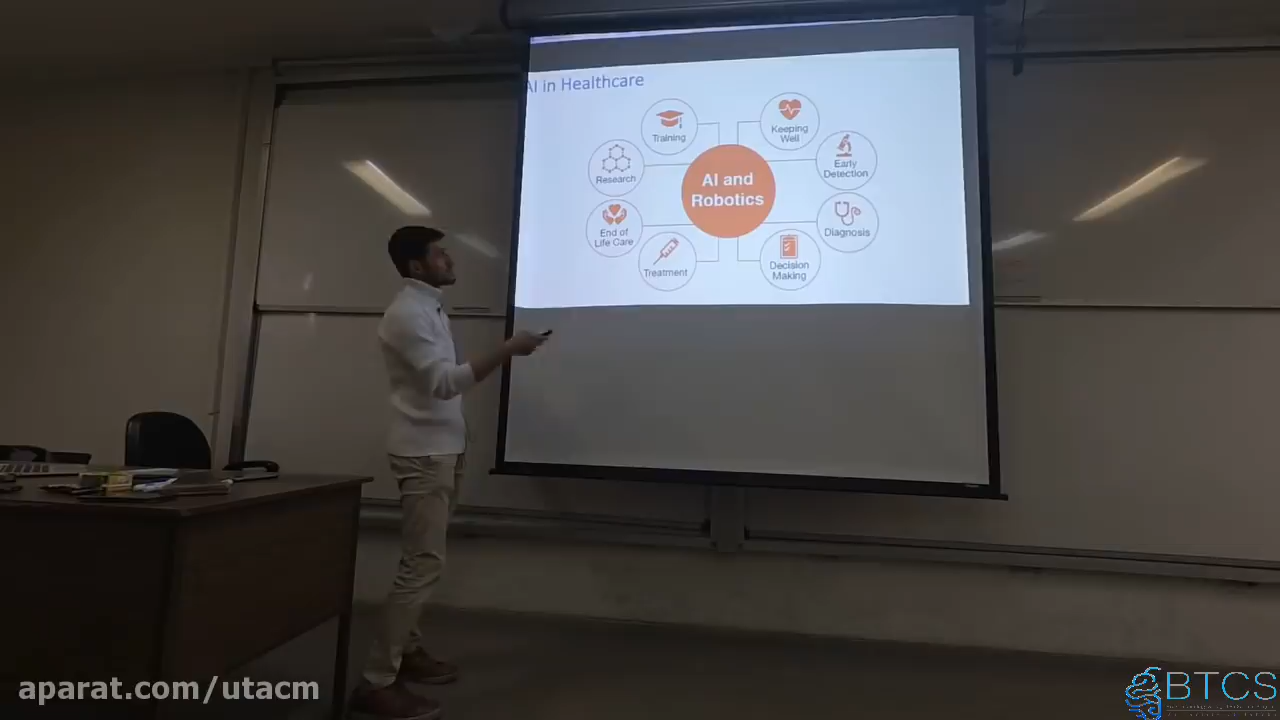 AI in Healthcare
Training
Keeping
Well
Research
Early
Detection
AI and
Robotics
End of
Life Care
Diagnosis
Treatment
Decision
Making
aparat.com/utacm
BTCS